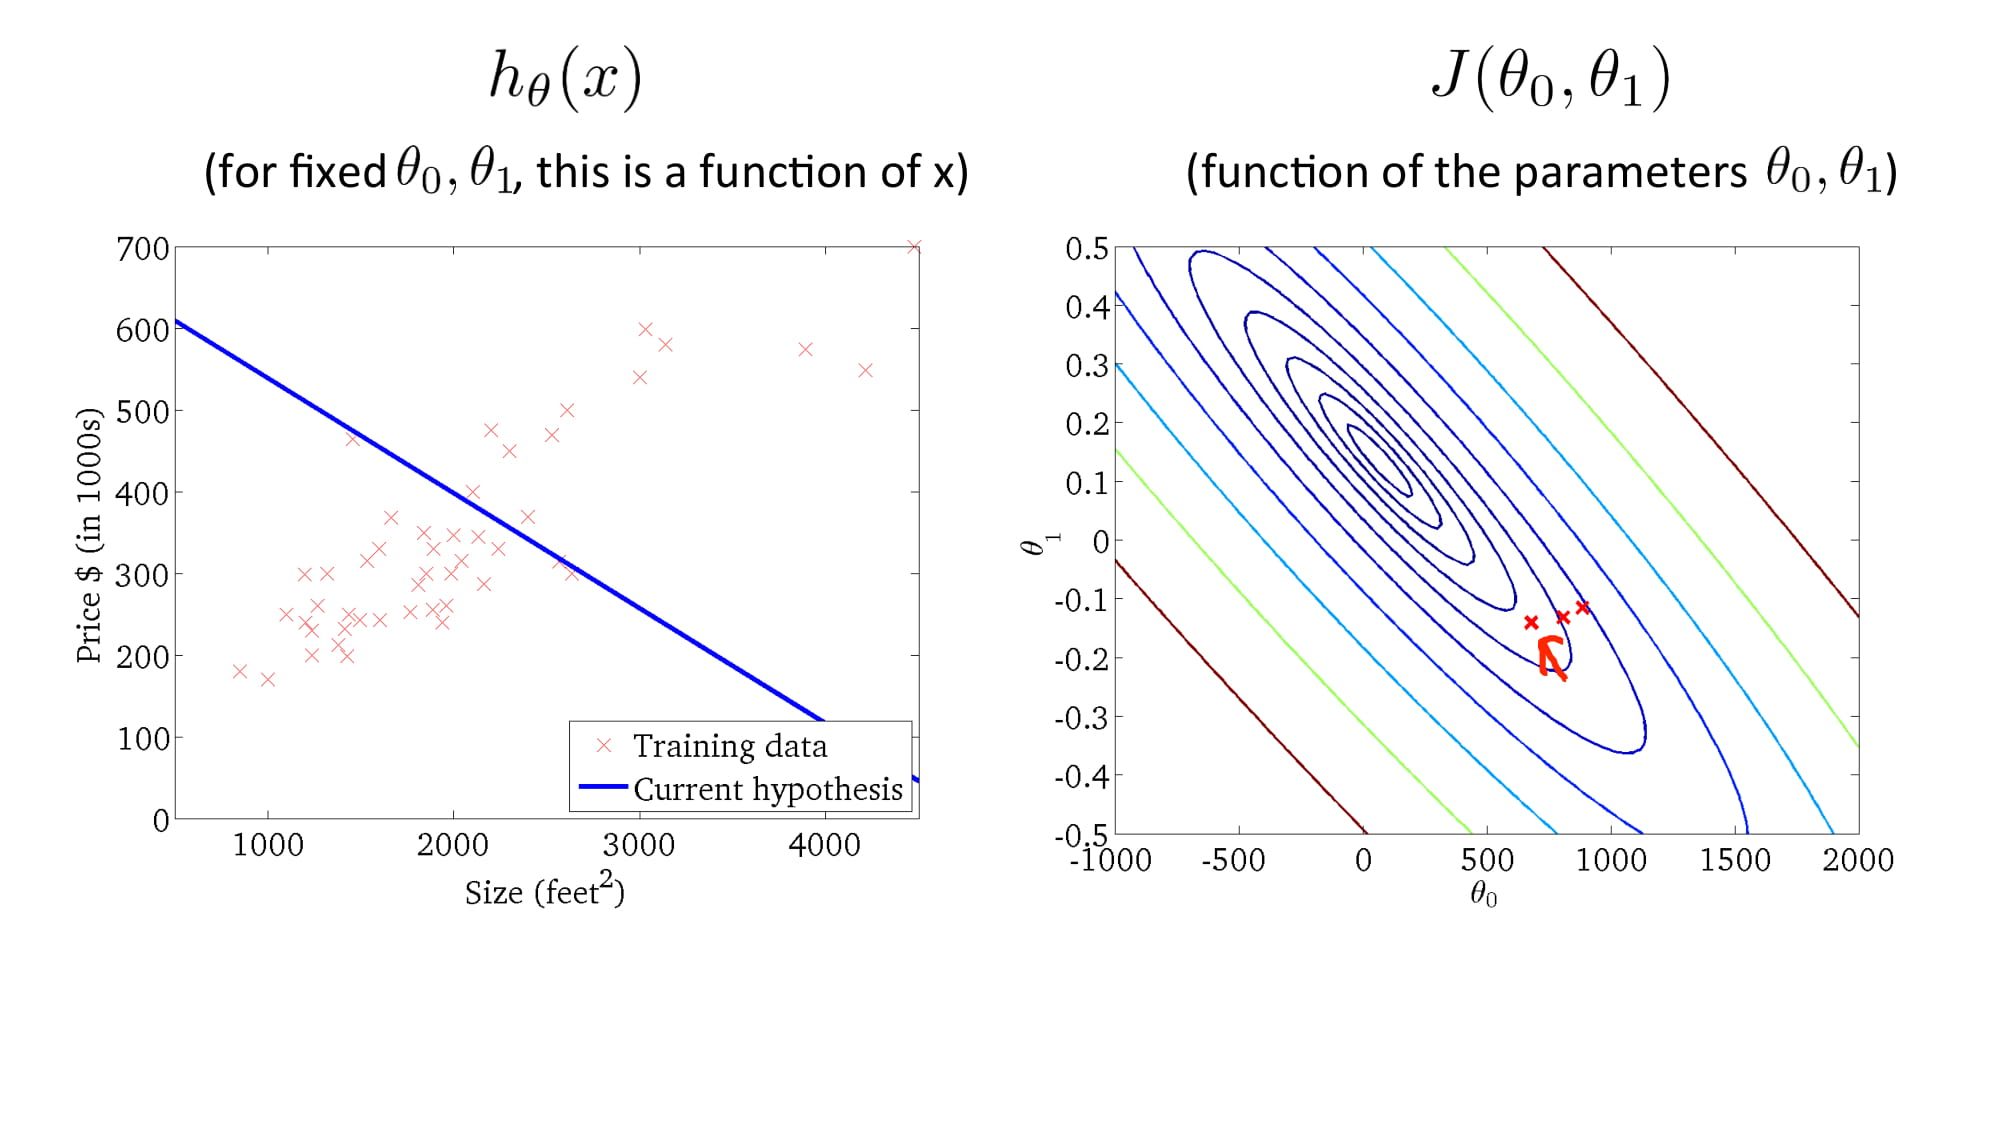 hθ(x)
(for fixed θ0, θ1, this is a function of x)
700
600
500
400
300
200
100
0
Price $ (in 1000s)
Training data
Current hypothesis
1000 2000 3000 4000
Size (feet²)
J(θ0, θ1)
(function of the parameters θ0, θ1)
0.5
0.4
0.3
0.2
0.1
0
-0.1
-0.2
-0.3
-0.4
-0.5
θ1
-1000 -500 0 500 1000 1500 2000
θ0